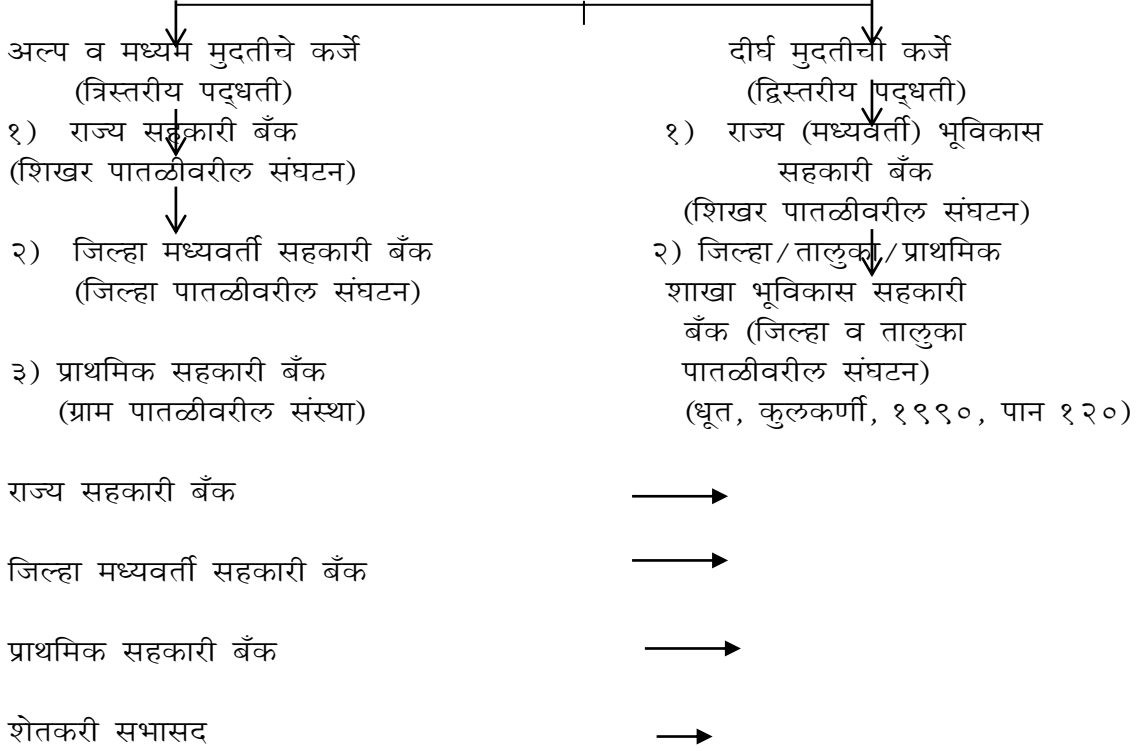 अल्प व मध्यम मुदतीचे कर्जे
(त्रिस्तरीय पद्धती)
१) राज्य सहकारी बँक
(शिखर पातळीवरील संघटन)
२) जिल्हा मध्यवर्ती सहकारी बँक
(जिल्हा पातळीवरील संघटन)
३) प्राथमिक सहकारी बँक
(ग्राम पातळीवरील संस्था)
दीर्घ मुदतीची कर्जे
(द्विस्तरीय पद्धती)
१) राज्य (मध्यवर्ती) भूविकास
सहकारी बँक
(शिखर पातळीवरील संघटन)
२) जिल्हा/तालुका/प्राथमिक
शाखा भूविकास सहकारी
बँक (जिल्हा व तालुका
पातळीवरील संघटन)
(धूत, कुलकर्णी, १९९०, पान १२०)
राज्य सहकारी बँक
जिल्हा मध्यवर्ती सहकारी बँक
प्राथमिक सहकारी बँक
शेतकरी सभासद